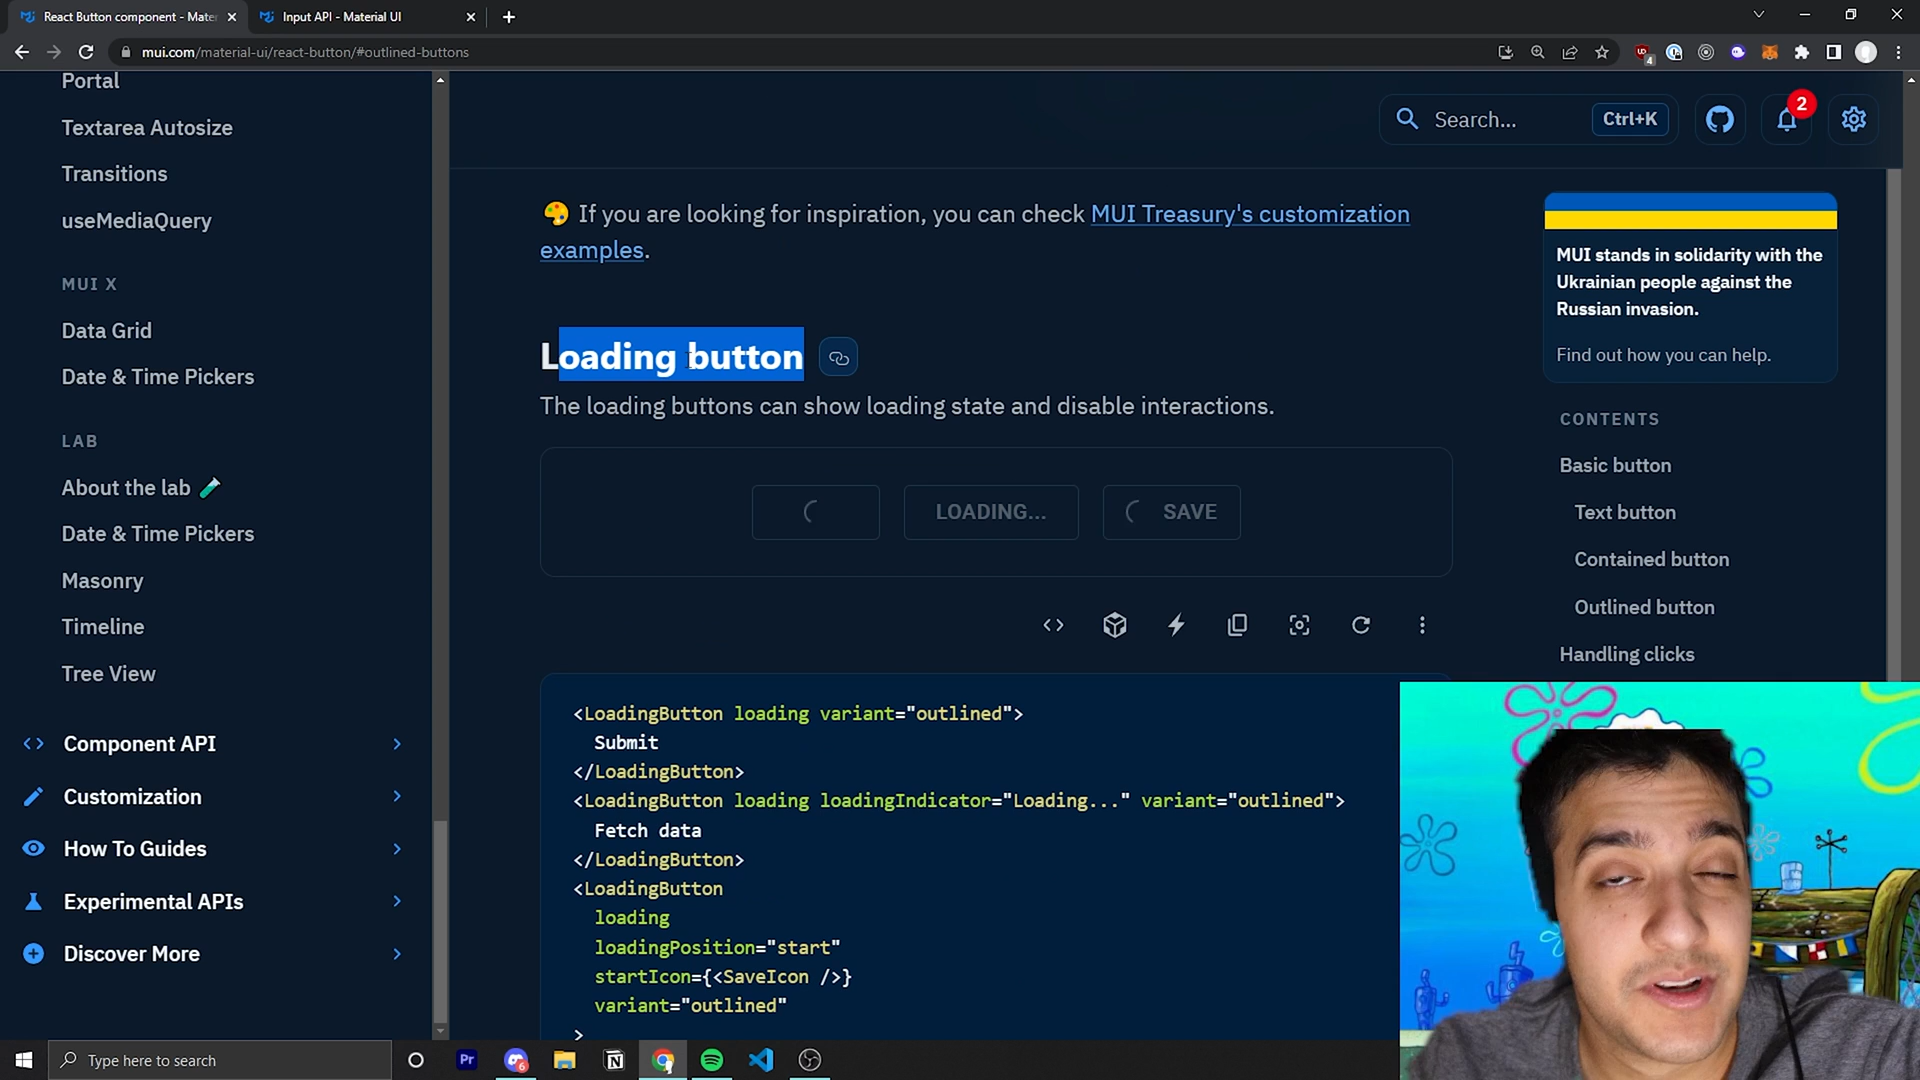 React Button component - Mater
Input API - Material UI
mui.com/material-ui/react-button/#outlined-buttons
4
Portal
Textarea Autosize
Transitions
useMediaQuery
MUI X
Data Grid
Date & Time Pickers
LAB
About the lab
Date & Time Pickers
Masonry
Timeline
Tree View
Component API
Customization
How To Guides
Experimental APIs
Discover More
Search...
Ctrl+K
2
If you are looking for inspiration, you can check MUI Treasury's customization
examples.
Loading button
The loading buttons can show loading state and disable interactions.
LOADING...
SAVE
<LoadingButton loading variant="outlined">
Submit
</LoadingButton>
<LoadingButton loading loadingIndicator="Loading..." variant="outlined">
Fetch data
</LoadingButton>
<LoadingButton
loading
loadingPosition="start"
startIcon={<SaveIcon />}
variant="outlined"
>
MUI stands in solidarity with the
Ukrainian people against the
Russian invasion.
Find out how you can help.
CONTENTS
Basic button
Text button
Contained button
Outlined button
Handling clicks
Type here to search
Pr
6